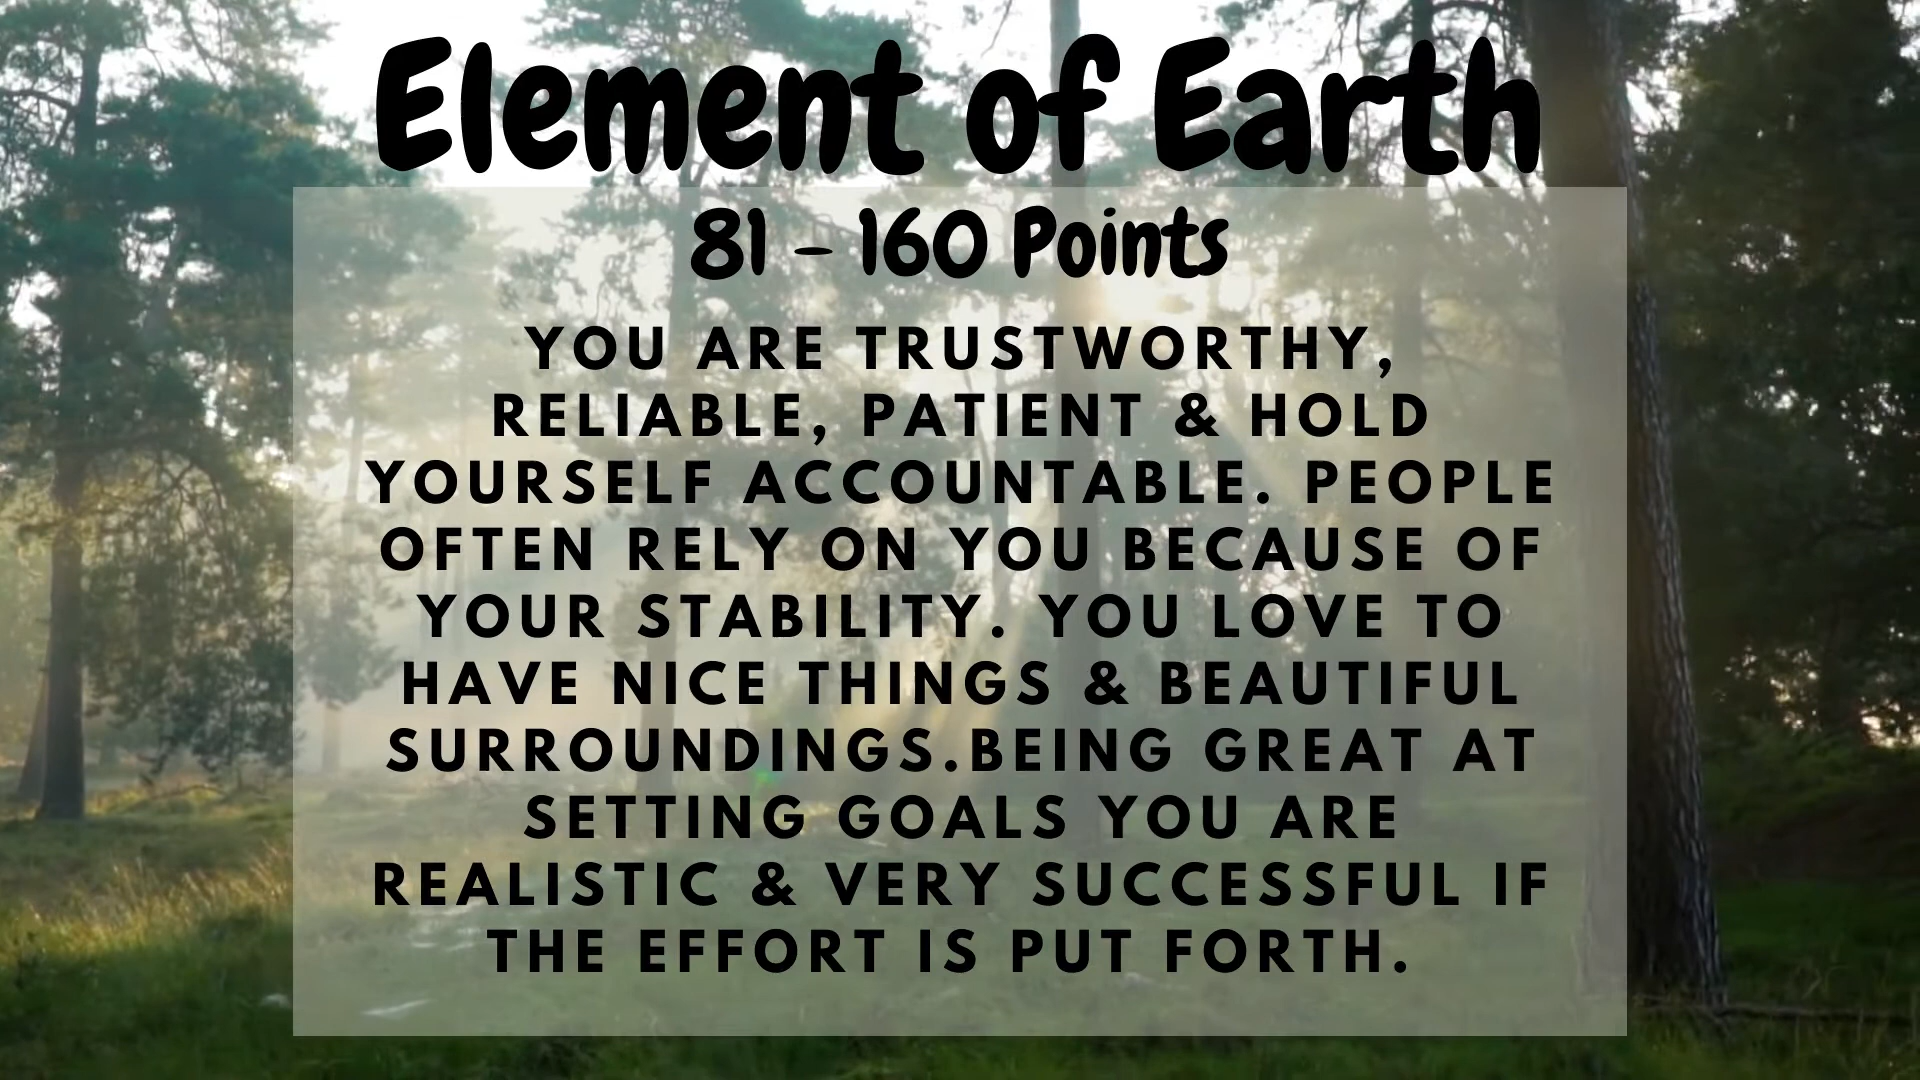 Element of Earth
81 – 160 Points
YOU ARE TRUSTWORTHY,
RELIABLE, PATIENT & HOLD
YOURSELF ACCOUNTABLE. PEOPLE
OFTEN RELY ON YOU BECAUSE OF
YOUR STABILITY. YOU LOVE TO
HAVE NICE THINGS & BEAUTIFUL
SURROUNDINGS.BEING GREAT AT
SETTING GOALS YOU ARE
REALISTIC & VERY SUCCESSFUL IF
THE EFFORT IS PUT FORTH.